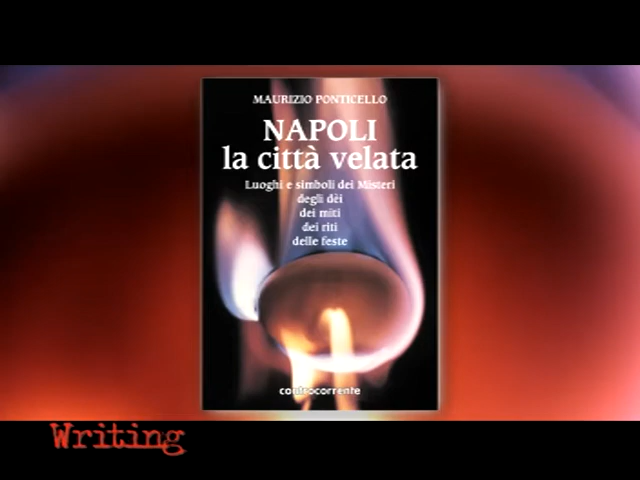 MAURIZIO PONTICELLO
NAPOLI
la città velata
Luoghi e simboli dei Misteri
degli dèi
dei miti
dei riti
delle feste
controcorrente
Writing